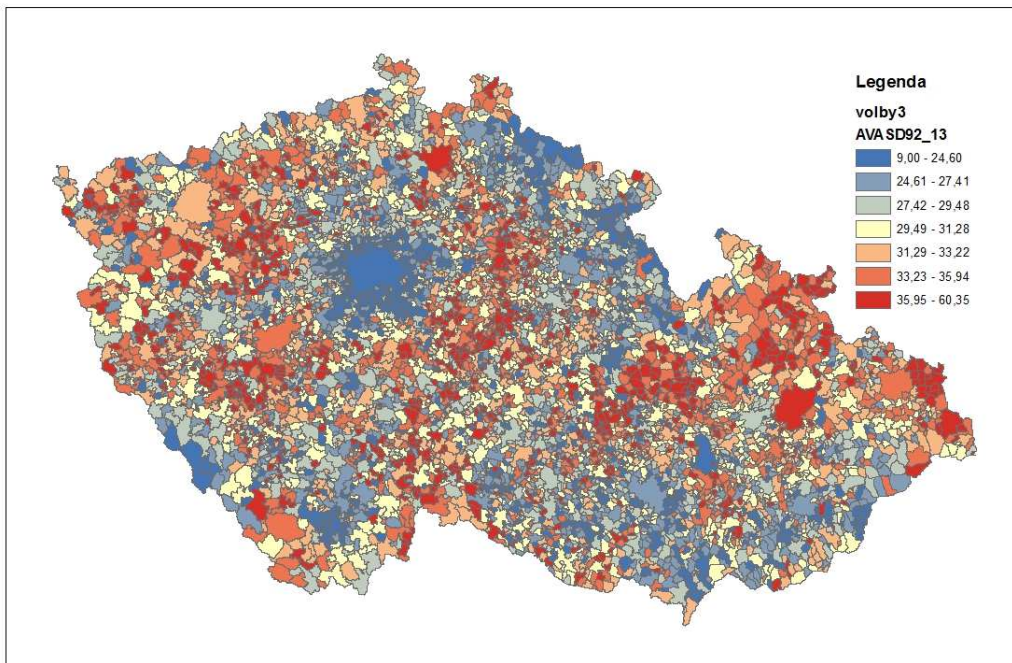 Legenda
volby3
AVASD92_13
9,00 - 24,60
24,61 - 27,41
27,42 - 29,48
29,49 - 31,28
31,29 - 33,22
33,23 - 35,94
35,95 - 60,35